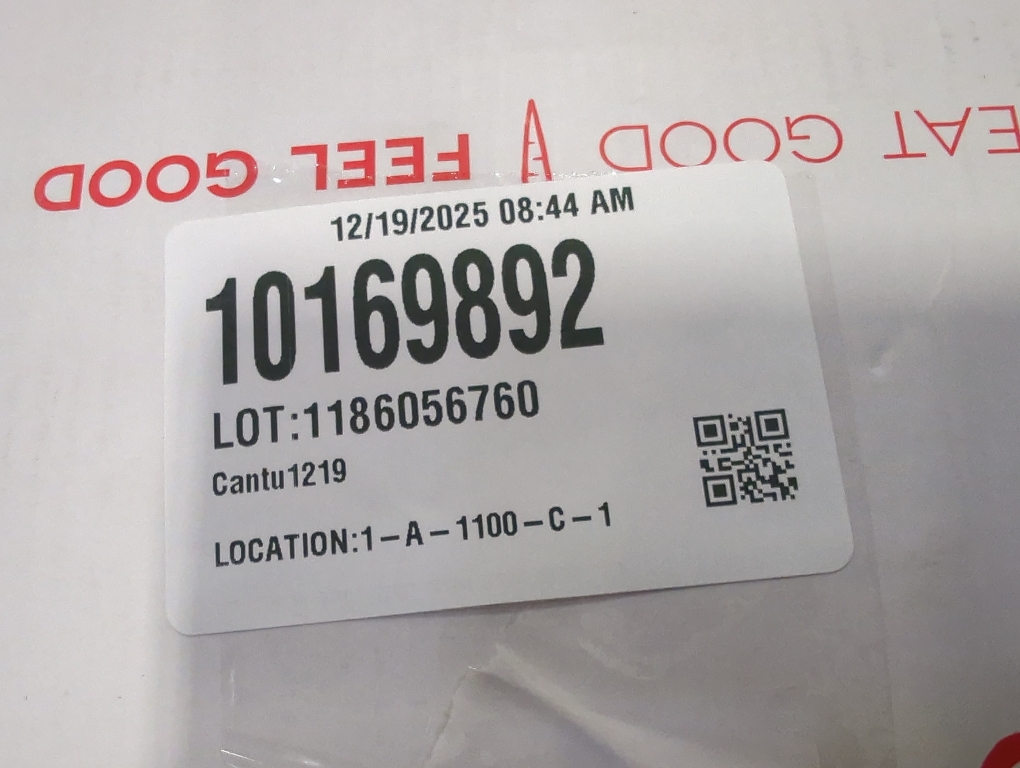 EAT GOOD FEEL GOOD
12/19/2025 08:44 AM
10169892
LOT:1186056760
Cantu1219
LOCATION:1-A-1100-C-1